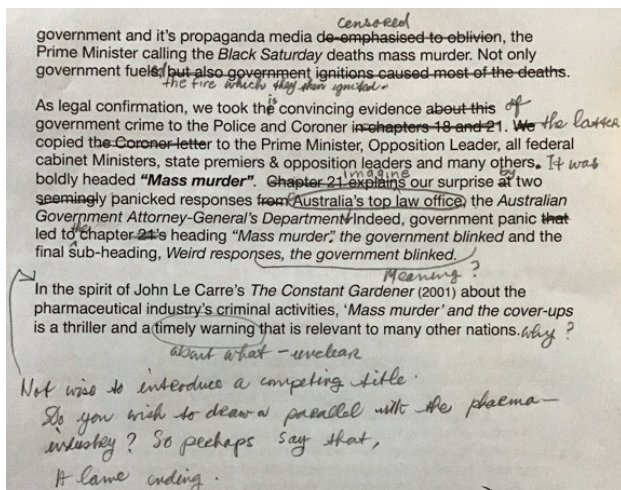 censored
government and it's propaganda media de-emphasised to oblivion, the
Prime Minister calling the Black Saturday deaths mass murder. Not only
government fuels, but also government ignitions caused most of the deaths.
the fire which they then ignited.
is
As legal confirmation, we took the convincing evidence about this of
government crime to the Police and Coroner in chapters 18 and 21. We the latter
copied the Coroner letter to the Prime Minister, Opposition Leader, all federal
cabinet Ministers, state premiers & opposition leaders and many others. It was
imagine by
boldly headed "Mass murder". Chapter 21 explains our surprise at two
seemingly panicked responses from Australia's top law office, the Australian
Government Attorney-General's Department. Indeed, government panic that
led to the chapter 21's heading "Mass murder", the government blinked and the
final sub-heading, Weird responses, the government blinked.
Meaning?
In the spirit of John Le Carre's The Constant Gardener (2001) about the
pharmaceutical industry's criminal activities, 'Mass murder' and the cover-ups
is a thriller and a timely warning that is relevant to many other nations. why?
about what - unclear
Not wise to introduce a competing title.
Do you wish to draw a parallel with the pharma-
industry? So perhaps say that,
A lame ending.